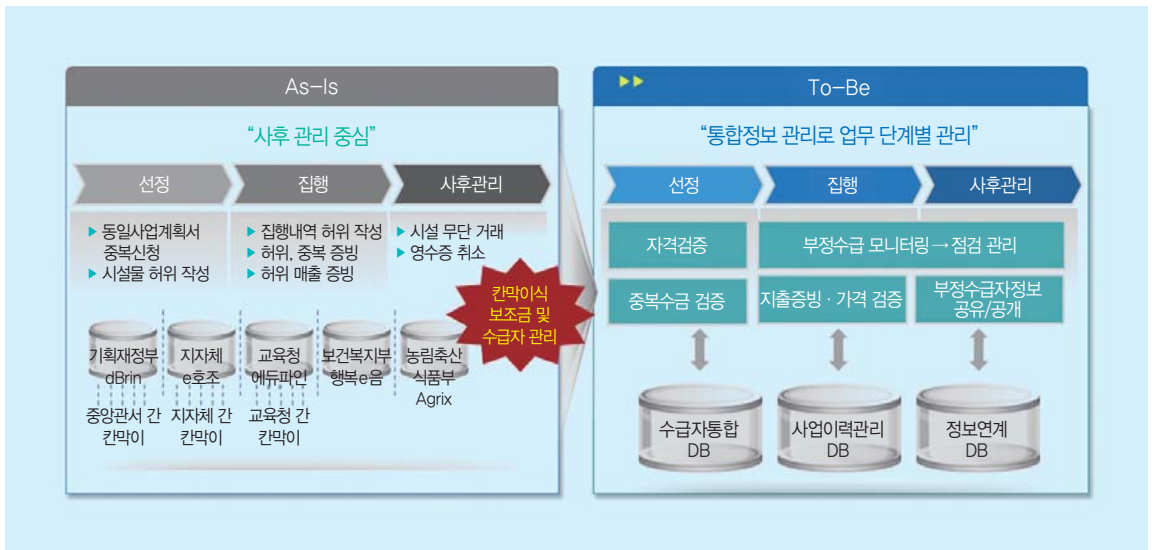 As-Is
“사후 관리 중심”
선정
집행
사후관리
▶ 동일사업계획서
중복신청
▶ 시설물 허위 작성
▶ 집행내역 허위 작성
▶ 허위, 중복 증빙
▶ 허위 매출 증빙
▶ 시설 무단 거래
▶ 영수증 취소
기획재정부
dBrin
지자체
e호조
교육청
에듀파인
보건복지부
행복e음
농림축산
식품부
Agrix
중앙관서 간
칸막이
지자체 간
칸막이
교육청 간
칸막이
칸막이식
보조금 및
수급자 관리
▶▶
To-Be
“통합정보 관리로 업무 단계별 관리”
선정
집행
사후관리
자격검증
부정수급 모니터링→점검 관리
중복수급 검증
지출증빙·가격 검증
부정수급자정보
공유/공개
수급자통합
DB
사업이력관리
DB
정보연계
DB